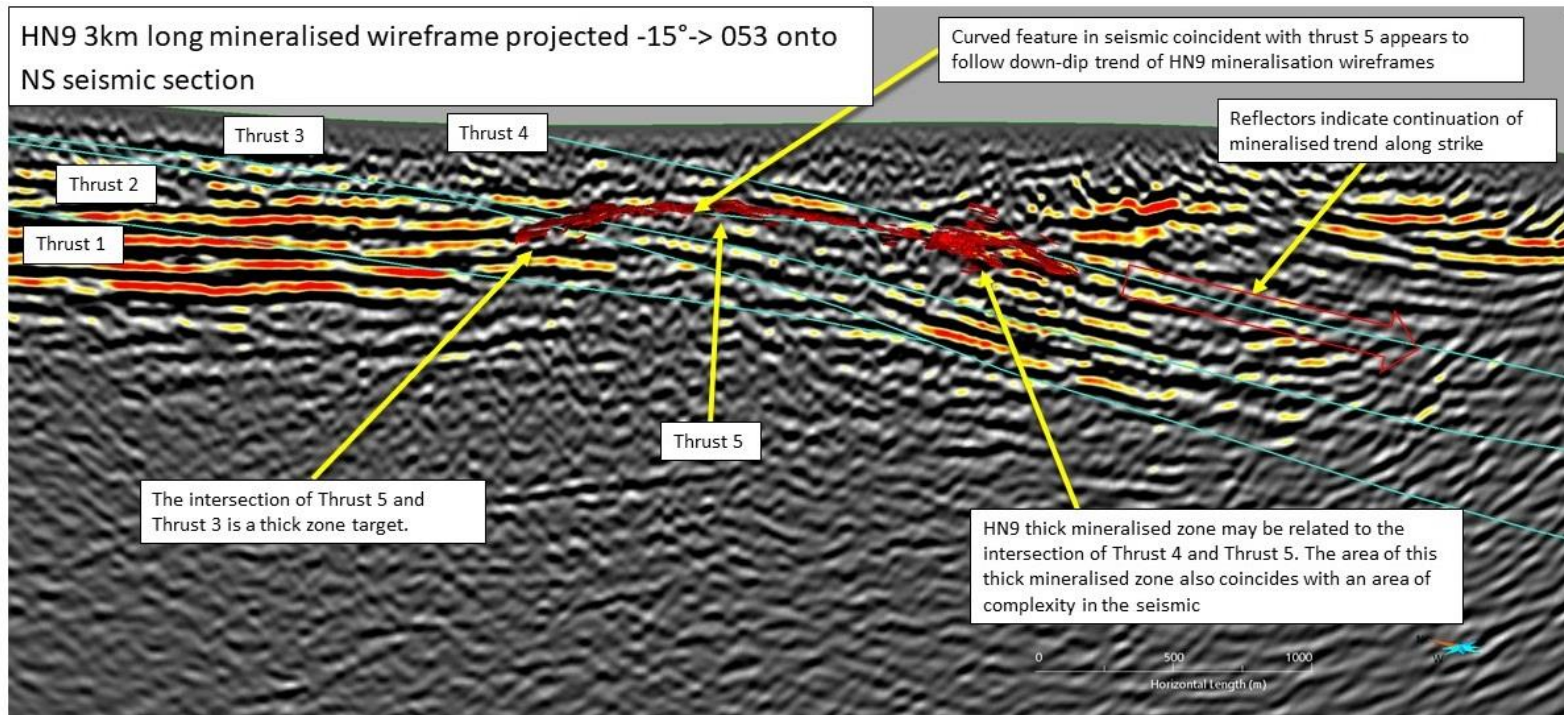 HN9 3km long mineralised wireframe projected -15°-> 053 onto
NS seismic section
Curved feature in seismic coincident with thrust 5 appears to
follow down-dip trend of HN9 mineralisation wireframes
Reflectors indicate continuation of
mineralised trend along strike
Thrust 3
Thrust 4
Thrust 2
Thrust 1
Thrust 5
The intersection of Thrust 5 and
Thrust 3 is a thick zone target.
HN9 thick mineralised zone may be related to the
intersection of Thrust 4 and Thrust 5. The area of this
thick mineralised zone also coincides with an area of
complexity in the seismic
W
0 500 1000
Horizontal Length (m)